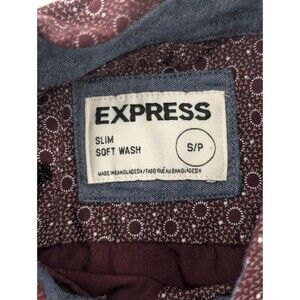 EXPRESS
SLIM
SOFT WASH
S/P
MADE IN BANGLADESH / FABRIQUÉ AU BANGLADESH